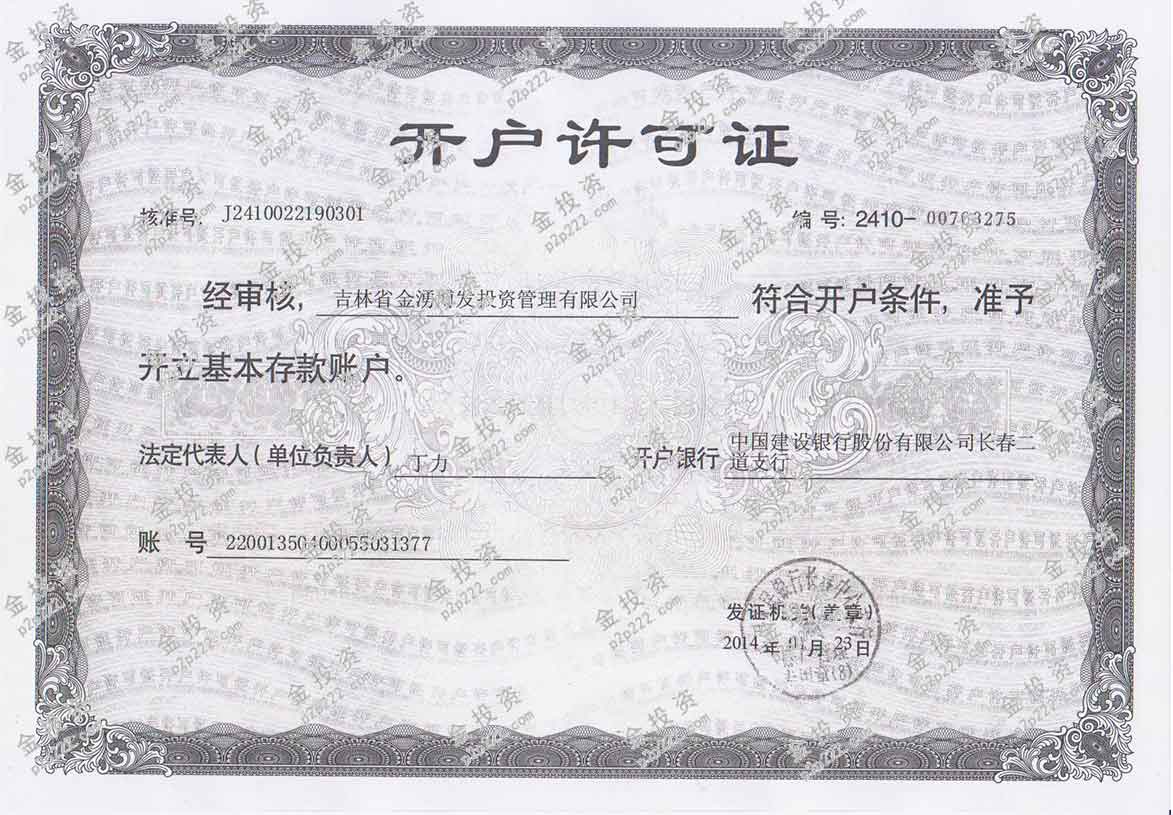 开户许可证
核准号: J2410022190301 编 号: 2410- 00763275
经审核, 吉林省金湧 发投资管理有限公司 符合开户条件, 准予
开立基本存款账户。
法定代表人(单位负责人) 丁力 开户银行 中国建设银行股份有限公司长春二
道支行
账 号 22001350400055031377
发证机关(盖章)
2014 年 01 月 23 日
金投资
p2p222.com